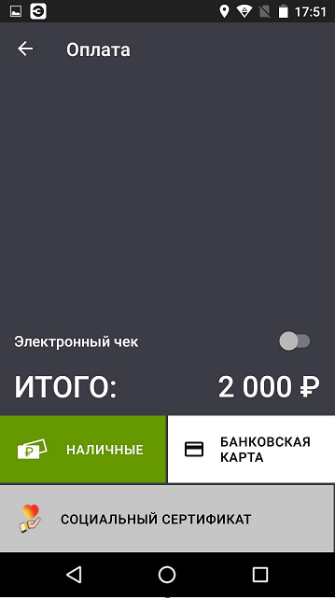 17:51
Оплата
Электронный чек
ИТОГО: 2 000 ₽
НАЛИЧНЫЕ
БАНКОВСКАЯ
КАРТА
СОЦИАЛЬНЫЙ СЕРТИФИКАТ